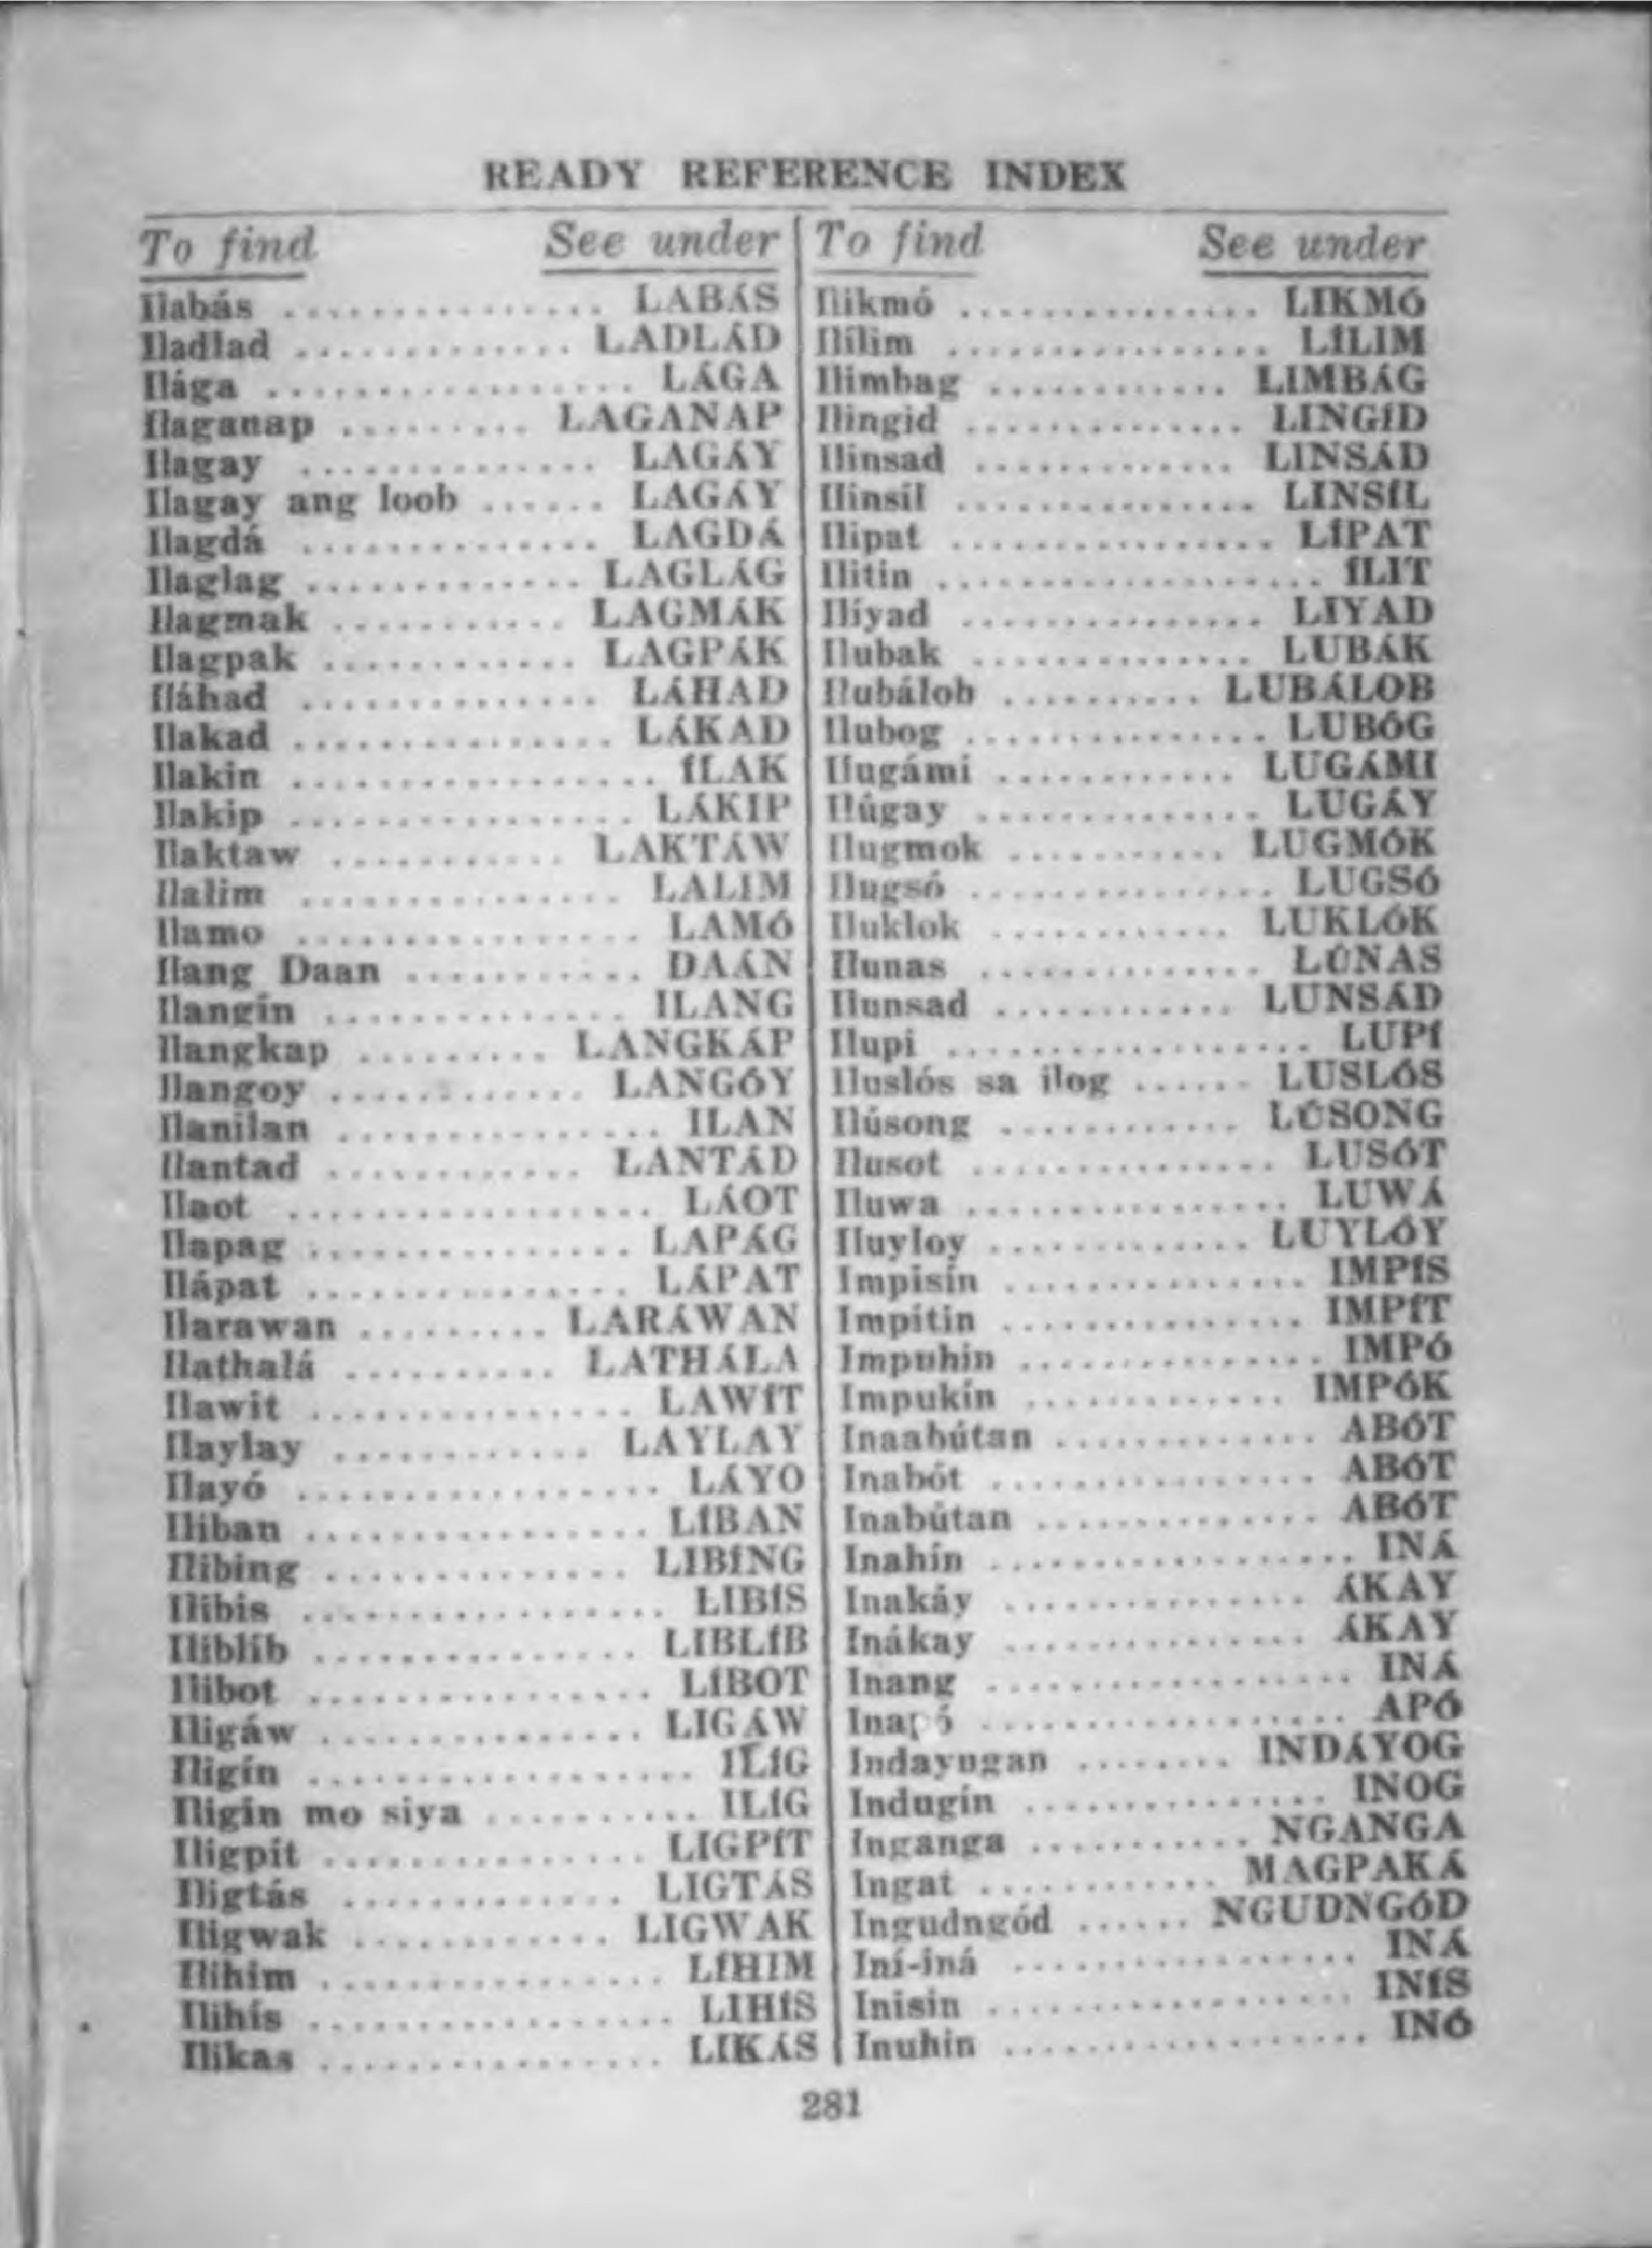 READY REFERENCE INDEX
To find See under
Ilabás ............... LABÁS
Iladlad ............. LADLÁD
Ilága .................. LÁGA
Ilaganap ......... LAGANAP
Ilagay .............. LAGÁY
Ilagay ang loob ...... LAGÁY
Ilagdá .............. LAGDÁ
Ilaglag ............. LAGLÁG
Ilagmak ........... LAGMÁK
Ilagpak ............ LAGPÁK
Iláhad .............. LÁHAD
Ilakad ............... LÁKAD
Ilakin ................. ÍLAK
Ilakip ................ LÁKIP
Ilaktaw ........... LAKTÁW
Ilalim ............... LALIM
Ilamo ................ LAMÓ
Ilang Daan ........... DAÁN
Ilangin .............. ILANG
Ilangkap ......... LANGKÁP
Ilangoy ............ LANGÓY
Ilanilan ............... ILAN
Ilantad ............ LANTÁD
Ilaot ................. LÁOT
Ilapag ............... LAPÁG
Ilápat ............... LÁPAT
Ilarawan ......... LARÁWAN
Ilathalá .......... LATHÁLA
Ilawit ............... LAWÍT
Ilaylay ............ LAYLAY
Ilayó ................. LÁYO
Iliban ................ LÍBAN
Ilibing .............. LIBÍNG
Ilibis ................. LIBÍS
Iliblib ............... LIBLÍB
Ilibot ................ LÍBOT
Iligáw ............... LIGÁW
Iligín .................. ILÍG
Iligin mo siya .......... ILÍG
Iligpit ............... LIGPÍT
Iligtás ............. LIGTÁS
Iligwak ............ LIGWAK
Ilihim ................ LÍHIM
Ilihis ................. LIHÍS
Ilikas ................ LIKÁS
To find See under
Ilikmó ............... LIKMÓ
Ililim ................ LÍLIM
Ilimbag ............ LIMBÁG
Ilingid .............. LINGÍD
Ilinsad ............. LINSÁD
Ilinsil ............... LINSÍL
Ilipat ................ LÍPAT
Ilitin ................... ÍLIT
Ilíyad ............... LIYAD
Ilubak .............. LUBÁK
Ilubálob .......... LUBÁLOB
Ilubog ............... LUBÓG
Ilugámi ............ LUGÁMÍ
Ilúgay .............. LUGÁY
Ilugmok ........... LUGMÓK
Ilugsó ............... LUGSÓ
Iluklok ............ LUKLÓK
Ilunas .............. LÚNAS
Ilunsad ............ LUNSÁD
Ilupi .................. LUPÍ
Iluslós sa ilog ...... LUSLÓS
Ilúsong ............ LÚSONG
Ilusot ............... LUSÓT
Iluwa ................ LUWÁ
Iluyloy ............. LUYLÓY
Impisín ............... IMPÍS
Impitin ............... IMPÍT
Impuhin ............... IMPÓ
Impukín ............. IMPÓK
Inaabútan ............. ABÓT
Inabót ................ ABÓT
Inabútan .............. ABÓT
Inahín .................. INÁ
Inakáy ............... ÁKAY
Inákay ............... ÁKAY
Inang .................. INÁ
Inapó .................. APÓ
Indayugan ........ INDÁYOG
Indugin ............... INOG
Inganga ........... NGANGA
Ingat ............ MAGPAKÁ
Ingudngód ...... NGUDNGÓD
Iní-iná ................. INÁ
Inisin .................. INÍS
Inuhin .................. INÓ
281